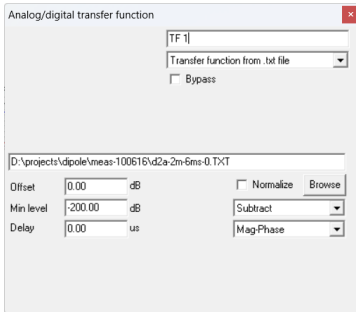 Analog/digital transfer function
TF 1
Transfer function from .txt file
Bypass
D:\projects\dipole\meas-100616\d2a-2m-6ms-0.TXT
Offset 0.00 dB Normalize Browse
Min level -200.00 dB Subtract
Delay 0.00 us Mag-Phase